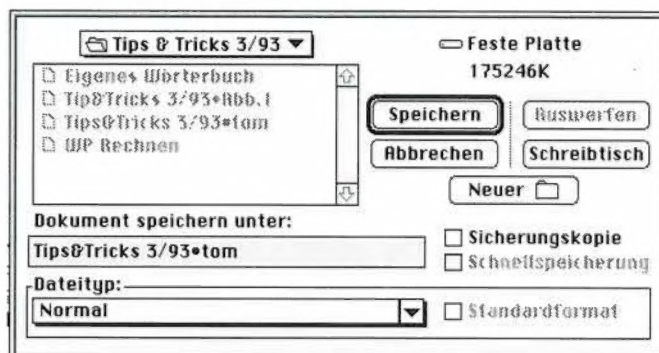 Tips & Tricks 3/93
Eigenes Wörterbuch
Tip&Tricks 3/93•Abb.1
Tips&Tricks 3/93•tom
WP Rechnen
Feste Platte
175246K
Speichern
Auswerfen
Abbrechen
Schreibtisch
Neuer
Dokument speichern unter:
Tips&Tricks 3/93•tom
Sicherungskopie
Schnellspeicherung
Dateityp:
Normal
Standardformat